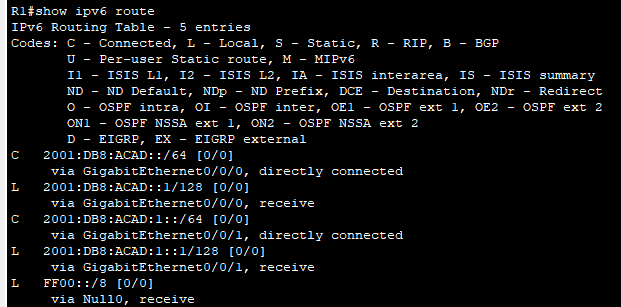 R1#show ipv6 route
IPv6 Routing Table - 5 entries
Codes: C - Connected, L - Local, S - Static, R - RIP, B - BGP
       U - Per-user Static route, M - MIPv6
       I1 - ISIS L1, I2 - ISIS L2, IA - ISIS interarea, IS - ISIS summary
       ND - ND Default, NDp - ND Prefix, DCE - Destination, NDr - Redirect
       O - OSPF intra, OI - OSPF inter, OE1 - OSPF ext 1, OE2 - OSPF ext 2
       ON1 - OSPF NSSA ext 1, ON2 - OSPF NSSA ext 2
       D - EIGRP, EX - EIGRP external
C   2001:DB8:ACAD::/64 [0/0]
     via GigabitEthernet0/0/0, directly connected
L   2001:DB8:ACAD::1/128 [0/0]
     via GigabitEthernet0/0/0, receive
C   2001:DB8:ACAD:1::/64 [0/0]
     via GigabitEthernet0/0/1, directly connected
L   2001:DB8:ACAD:1::1/128 [0/0]
     via GigabitEthernet0/0/1, receive
L   FF00::/8 [0/0]
     via Null0, receive